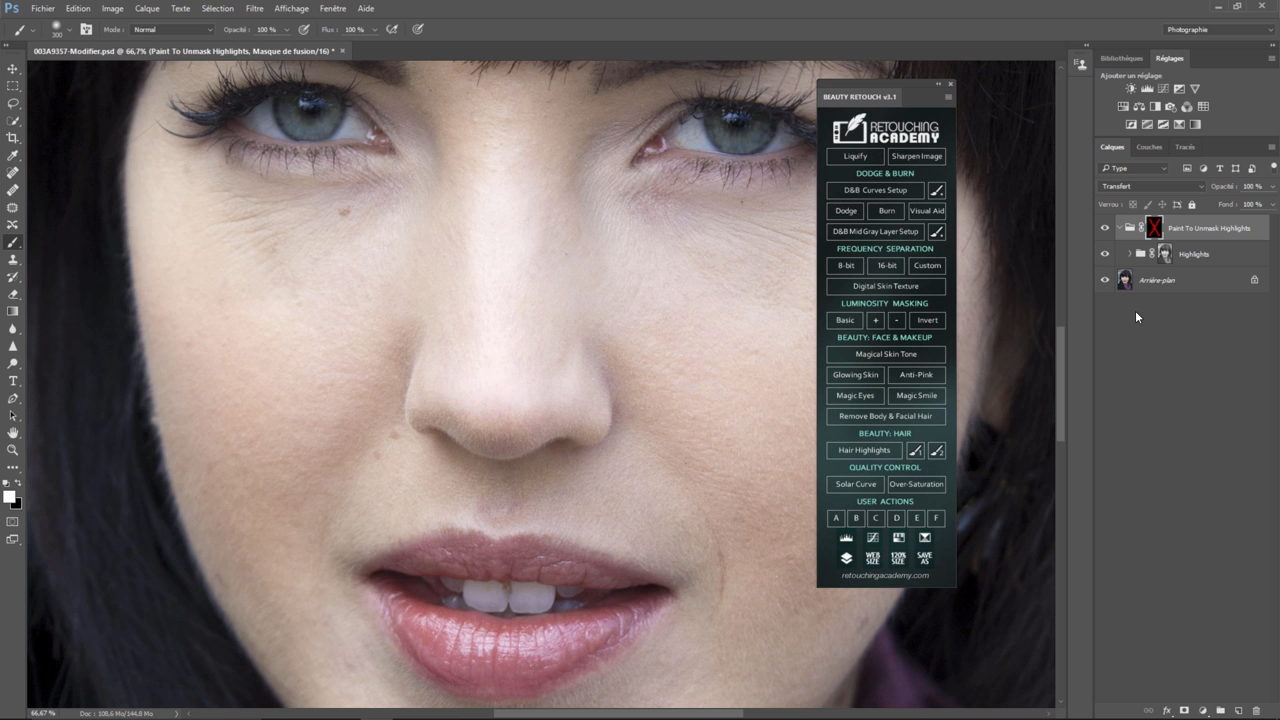 Ps Fichier Edition Image Calque Texte Sélection Filtre Affichage Fenêtre Aide
300 Mode : Normal Opacité : 100 % Flux : 100 % Photographie
003A9357-Modifier.psd @ 66,7% (Paint To Unmask Highlights, Masque de fusion/16) * ×
Bibliothèques Réglages
Ajouter un réglage
Calques Couches Tracés
Type
Transfert Opacité : 100 %
Verrou : Fond : 100 %
Paint To Unmask Highlights
Highlights
Arrière-plan
BEAUTY RETOUCH v3.1
RETOUCHING
ACADEMY
Liquify Sharpen Image
DODGE & BURN
D&B Curves Setup
Dodge Burn Visual Aid
D&B Mid Gray Layer Setup
FREQUENCY SEPARATION
8-bit 16-bit Custom
Digital Skin Texture
LUMINOSITY MASKING
Basic + - Invert
BEAUTY: FACE & MAKEUP
Magical Skin Tone
Glowing Skin Anti-Pink
Magic Eyes Magic Smile
Remove Body & Facial Hair
BEAUTY: HAIR
Hair Highlights 1 2
QUALITY CONTROL
Solar Curve Over-Saturation
USER ACTIONS
A B C D E F
WEB SIZE 120% SIZE SAVE AS
retouchingacademy.com
66,67 % Doc : 108,6 Mo/144,8 Mo